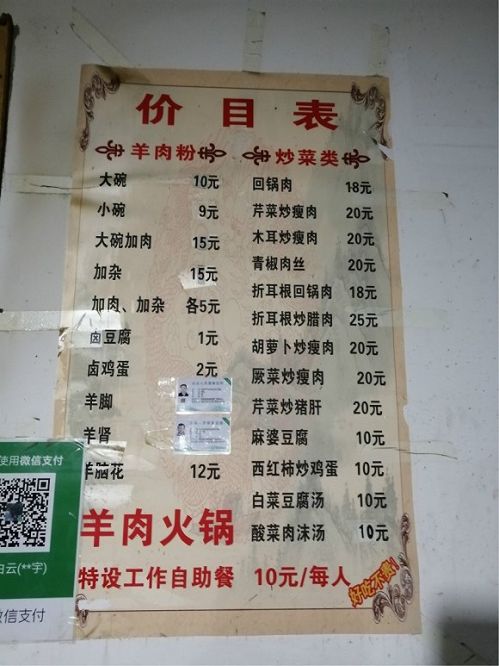 价目表
羊肉粉
大碗 10元
小碗 9元
大碗加肉 15元
加杂 15元
加肉、加杂 各5元
卤豆腐 1元
卤鸡蛋 2元
羊脚
羊肾
羊脑花 12元
炒菜类
回锅肉 18元
芹菜炒瘦肉 20元
木耳炒瘦肉 20元
青椒肉丝 20元
折耳根回锅肉 18元
折耳根炒腊肉 25元
胡萝卜炒瘦肉 20元
蕨菜炒瘦肉 20元
芹菜炒猪肝 20元
麻婆豆腐 10元
西红柿炒鸡蛋 10元
白菜豆腐汤 10元
酸菜肉沫汤 10元
羊肉火锅
特设工作自助餐 10元/每人
好吃不贵!
使用微信支付
白云(**宇)
微信支付